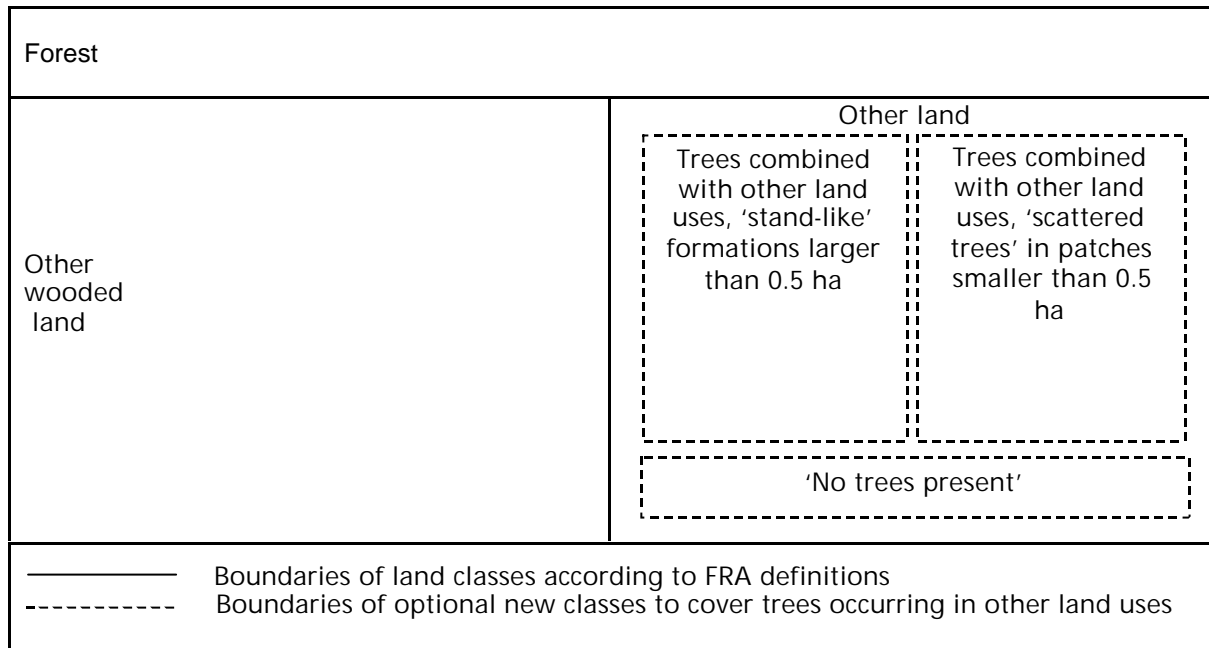 Forest
Other land
Trees combined
with other land
uses, ‘stand-like’
formations larger
than 0.5 ha
Trees combined
with other land
uses, ‘scattered
trees’ in patches
smaller than 0.5
ha
Other
wooded
land
‘No trees present’
Boundaries of land classes according to FRA definitions
Boundaries of optional new classes to cover trees occurring in other land uses